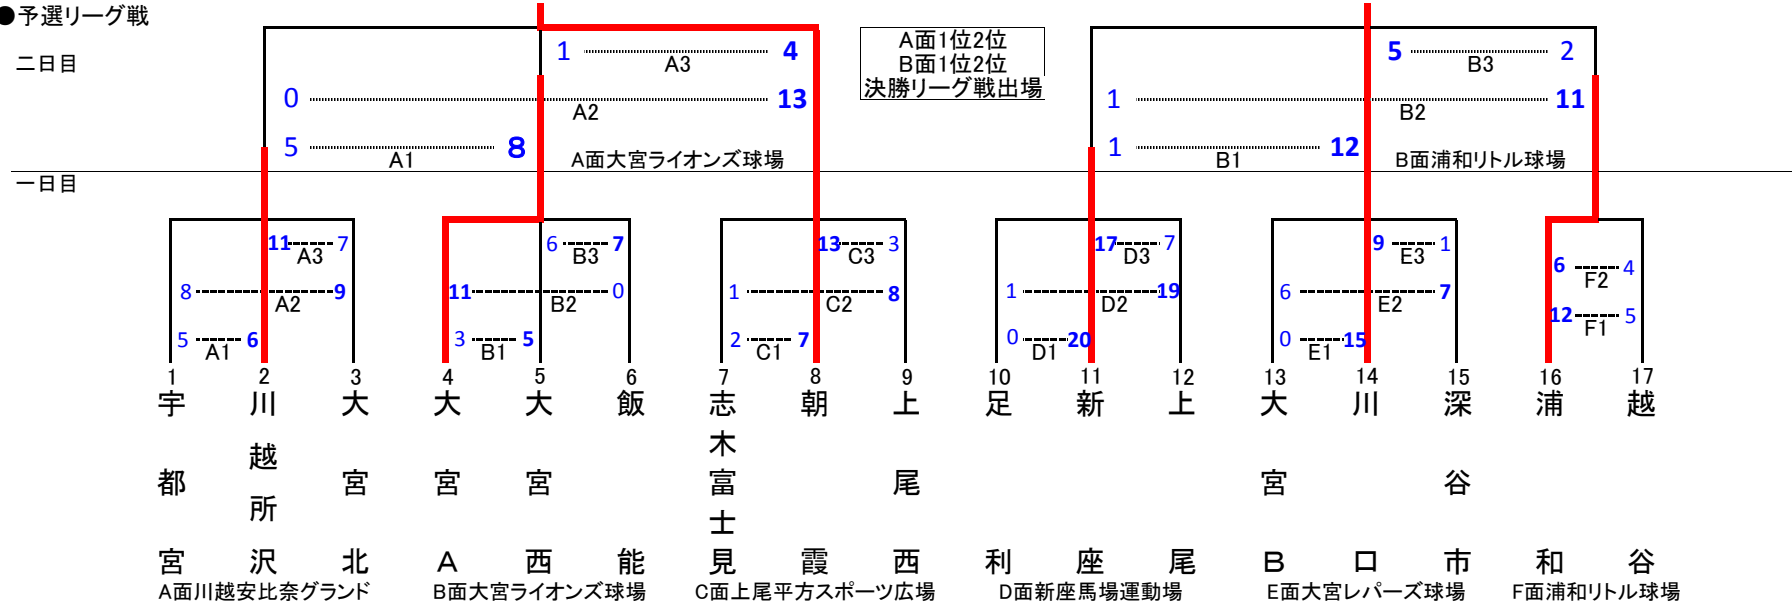 ●予選リーグ戦
二日目
1 4
A3
A面1位2位
B面1位2位
決勝リーグ戦出場
5 2
B3
0 13
A2
1 11
B2
5 8
A1
A面大宮ライオンズ球場
1 12
B1
B面浦和リトル球場
一日目
11 7
A3
6 7
B3
13 3
C3
17 7
D3
9 1
E3
6 4
F2
8 9
A2
11 0
B2
1 8
C2
1 19
D2
6 7
E2
12 5
F1
5 6
A1
3 5
B1
2 7
C1
0 20
D1
0 15
E1
1 2 3 4 5 6 7 8 9 10 11 12 13 14 15 16 17
宇都宮
川越所沢
大宮北
大宮A
大宮西
飯能
志木富士見
朝霞
上尾西
足利
新座
上尾
大宮B
川口
深谷市
浦和
越谷
A面川越安比奈グランド
B面大宮ライオンズ球場
C面上尾平方スポーツ広場
D面新座馬場運動場
E面大宮レパーズ球場
F面浦和リトル球場